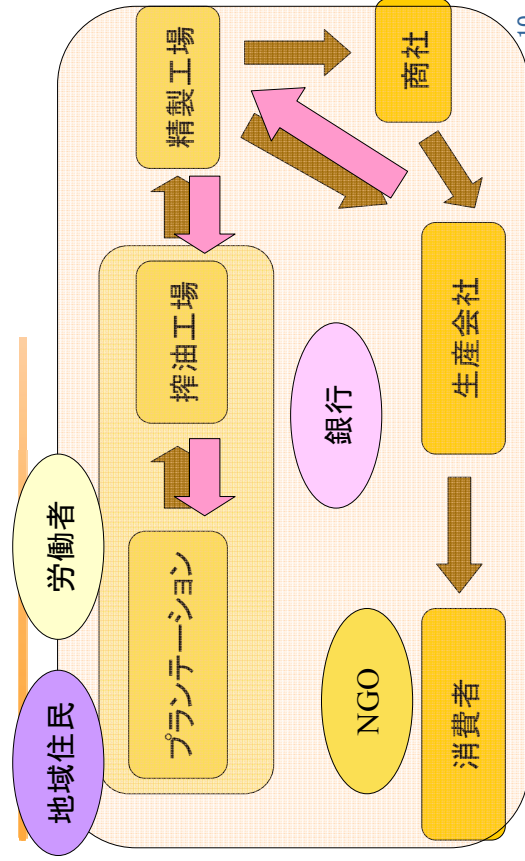 地域住民
労働者
プランテーション
搾油工場
精製工場
NGO
銀行
商社
消費者
生産会社